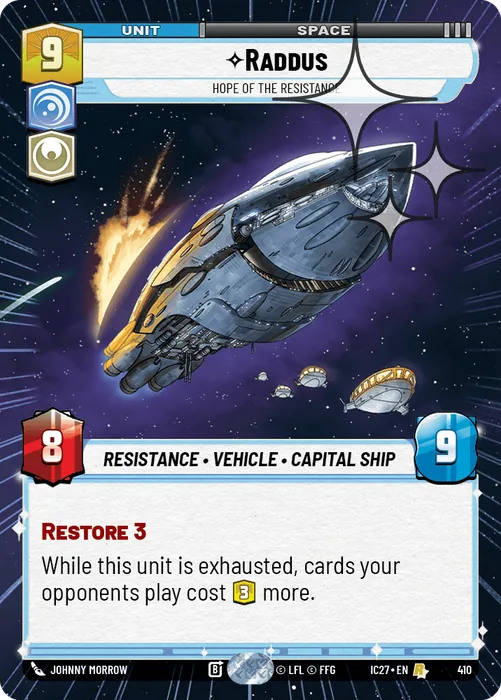 UNIT
SPACE
9
✧RADDUS
HOPE OF THE RESISTANCE
8
RESISTANCE • VEHICLE • CAPITAL SHIP
9
RESTORE 3
While this unit is exhausted, cards your
opponents play cost 3 more.
JOHNNY MORROW
B
© LFL © FFG
IC27 • EN
R
410